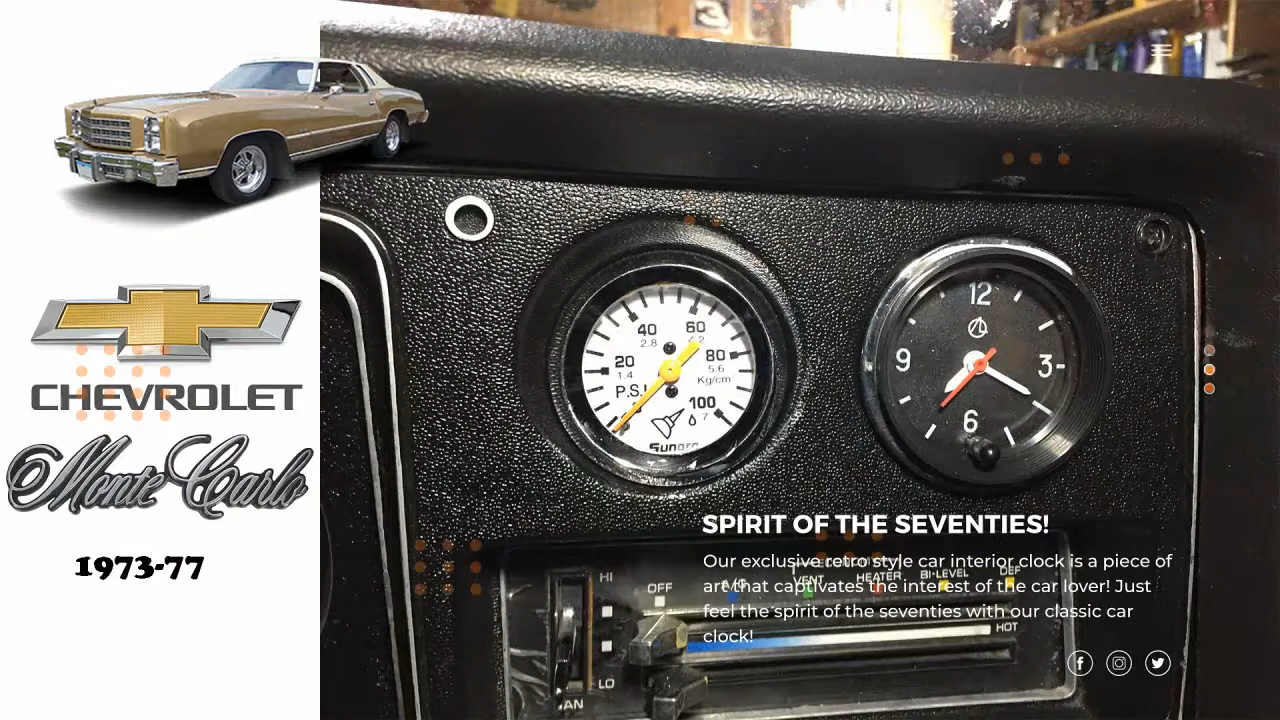 3
CHEVROLET
Monte Carlo
1973-77
40
60
2.8
4.2
20
80
1.4
5.6
Kg/cm
P.S.I
100
7
Sunpro
12
9
3
6
SPIRIT OF THE SEVENTIES!
Our exclusive retro style car interior clock is a piece of
art that captivates the interest of the car lover! Just
feel the spirit of the seventies with our classic car
clock!
HI
OFF
A/C
VENT
HEATER
BI-LEVEL
DEF
HOT
LO
FAN